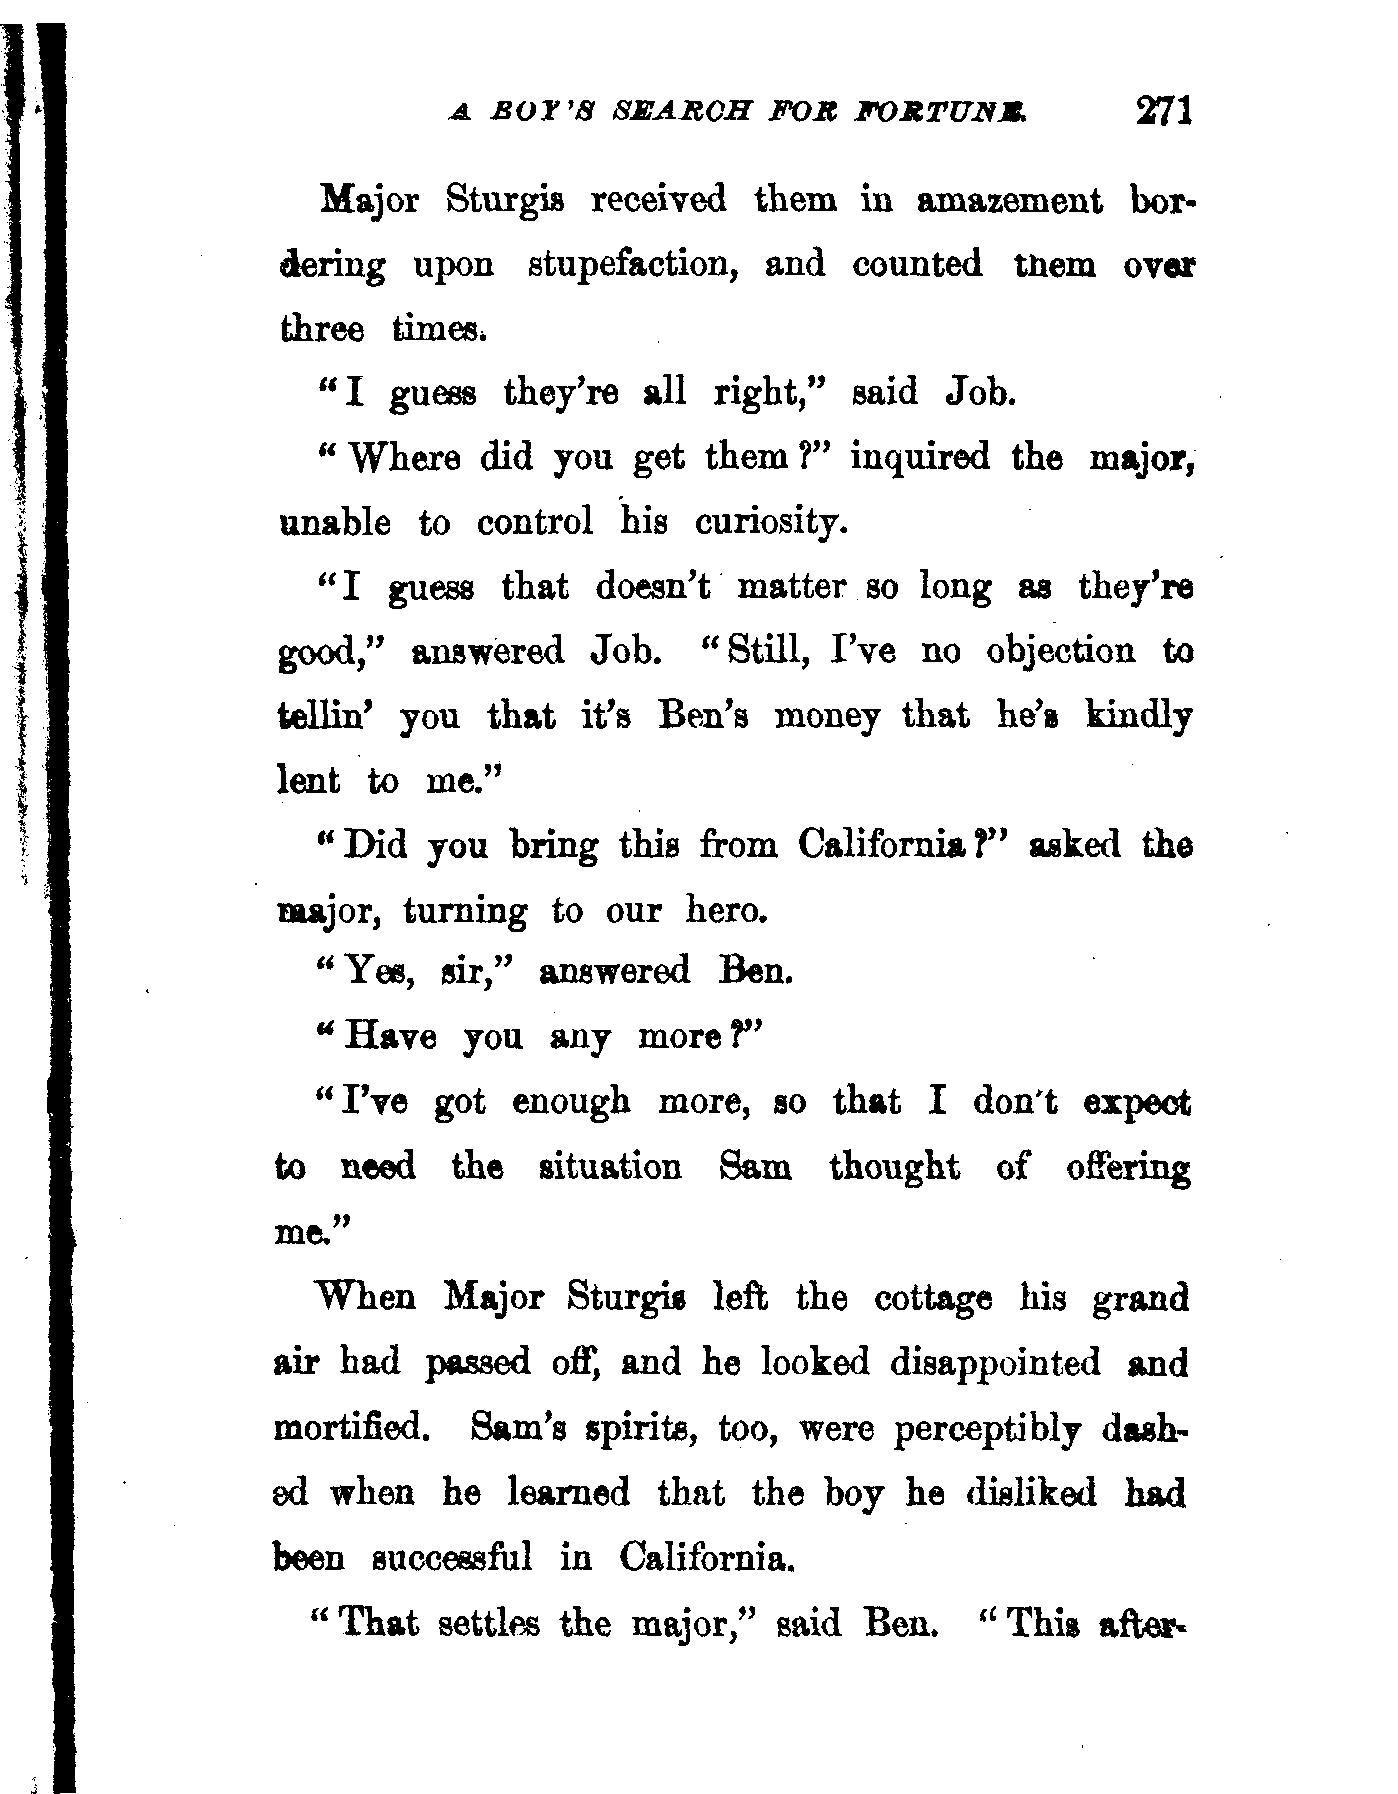 A BOY'S SEARCH FOR FORTUNE. 271
Major Sturgis received them in amazement bor-
dering upon stupefaction, and counted them over
three times.
"I guess they're all right," said Job.
"Where did you get them?" inquired the major,
unable to control his curiosity.
"I guess that doesn't matter so long as they're
good," answered Job. "Still, I've no objection to
tellin' you that it's Ben's money that he's kindly
lent to me."
"Did you bring this from California?" asked the
major, turning to our hero.
"Yes, sir," answered Ben.
"Have you any more?"
"I've got enough more, so that I don't expect
to need the situation Sam thought of offering
me."
When Major Sturgis left the cottage his grand
air had passed off, and he looked disappointed and
mortified. Sam's spirits, too, were perceptibly dash-
ed when he learned that the boy he disliked had
been successful in California.
"That settles the major," said Ben. "This after-